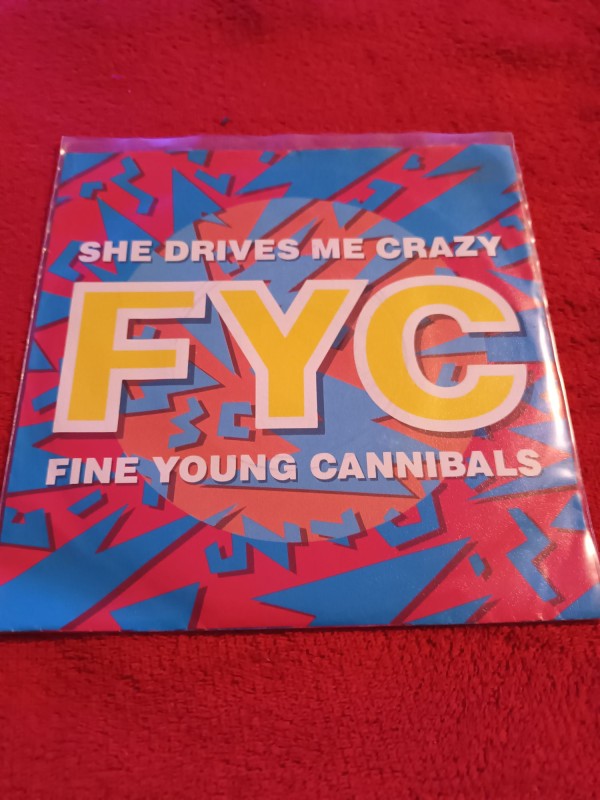 SHE DRIVES ME CRAZY
FYC
FINE YOUNG CANNIBALS